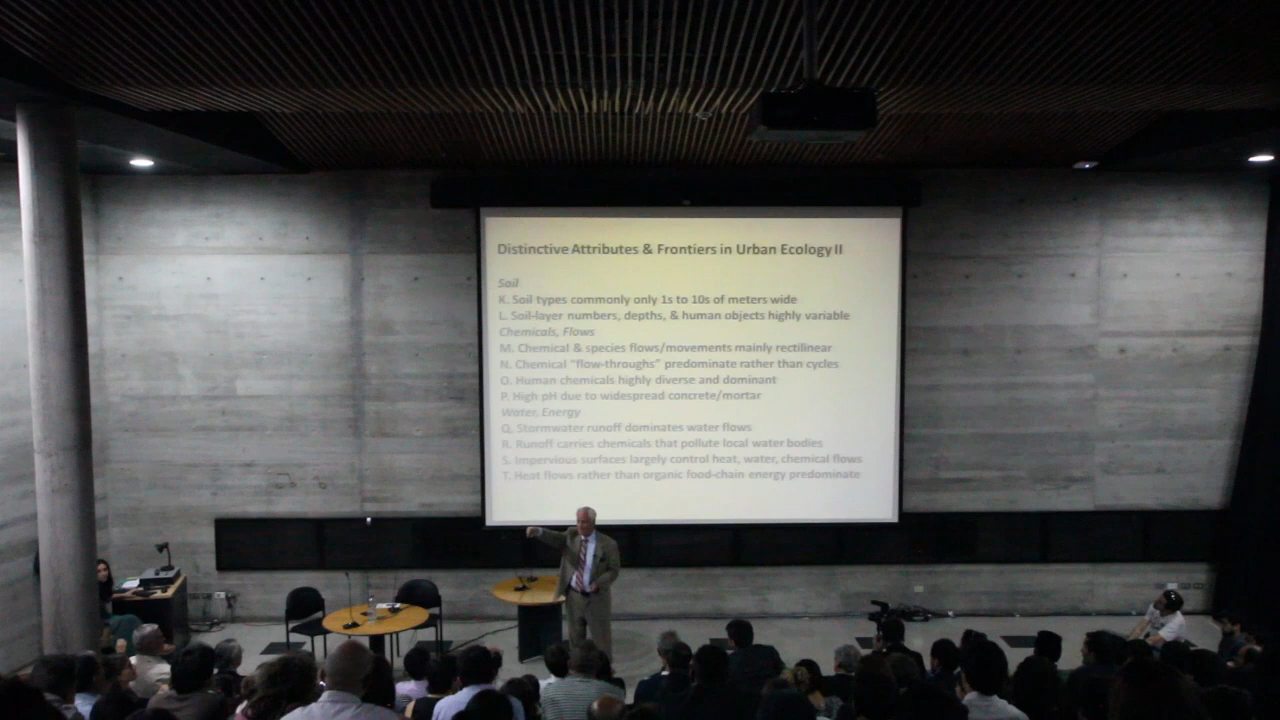 Distinctive Attributes & Frontiers in Urban Ecology II
Soil
K. Soil types commonly only 1s to 10s of meters wide
L. Soil-layer numbers, depths, & human objects highly variable
Chemicals, Flows
M. Chemical & species flows/movements mainly rectilinear
N. Chemical “flow-throughs” predominate rather than cycles
O. Human chemicals highly diverse and dominant
P. High pH due to widespread concrete/mortar
Water, Energy
Q. Stormwater runoff dominates water flows
R. Runoff carries chemicals that pollute local water bodies
S. Impervious surfaces largely control heat, water, chemical flows
T. Heat flows rather than organic food-chain energy predominate